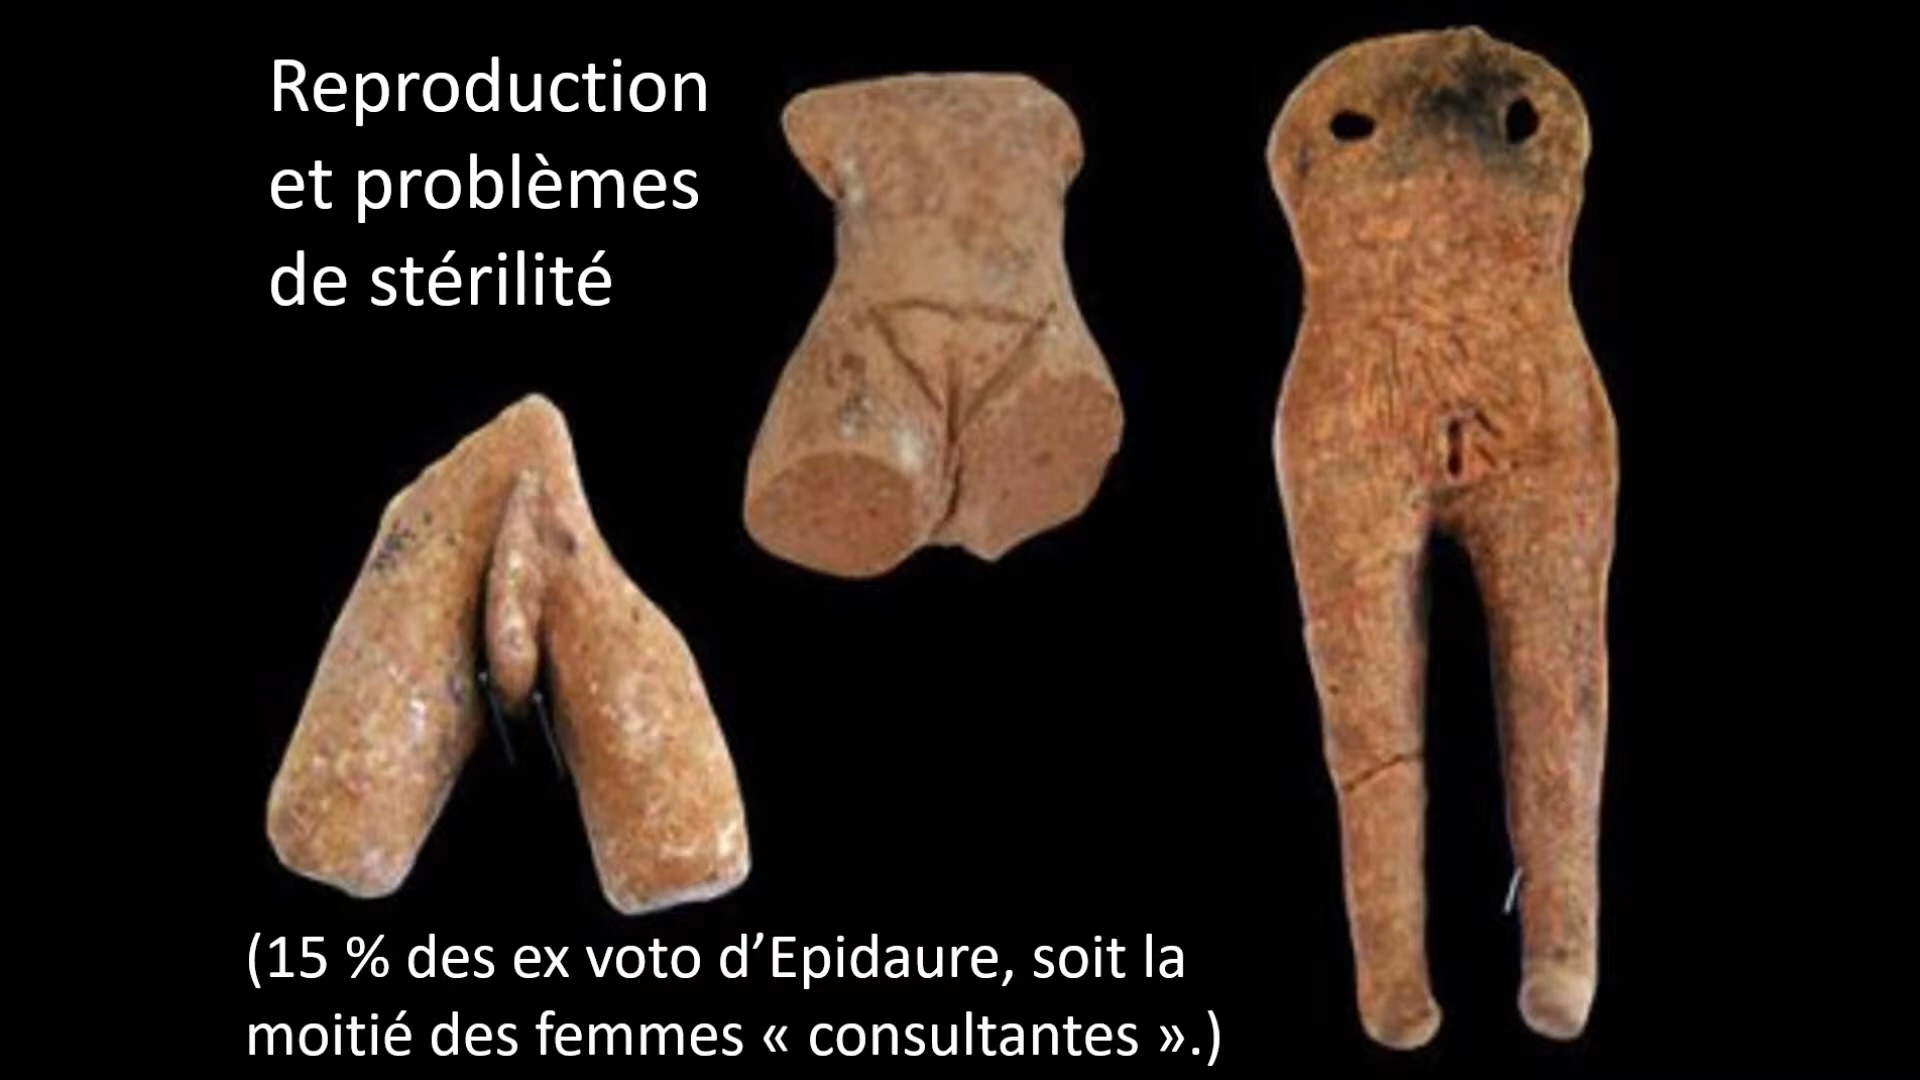 Reproduction
et problèmes
de stérilité
(15 % des ex voto d’Epidaure, soit la
moitié des femmes « consultantes ».)